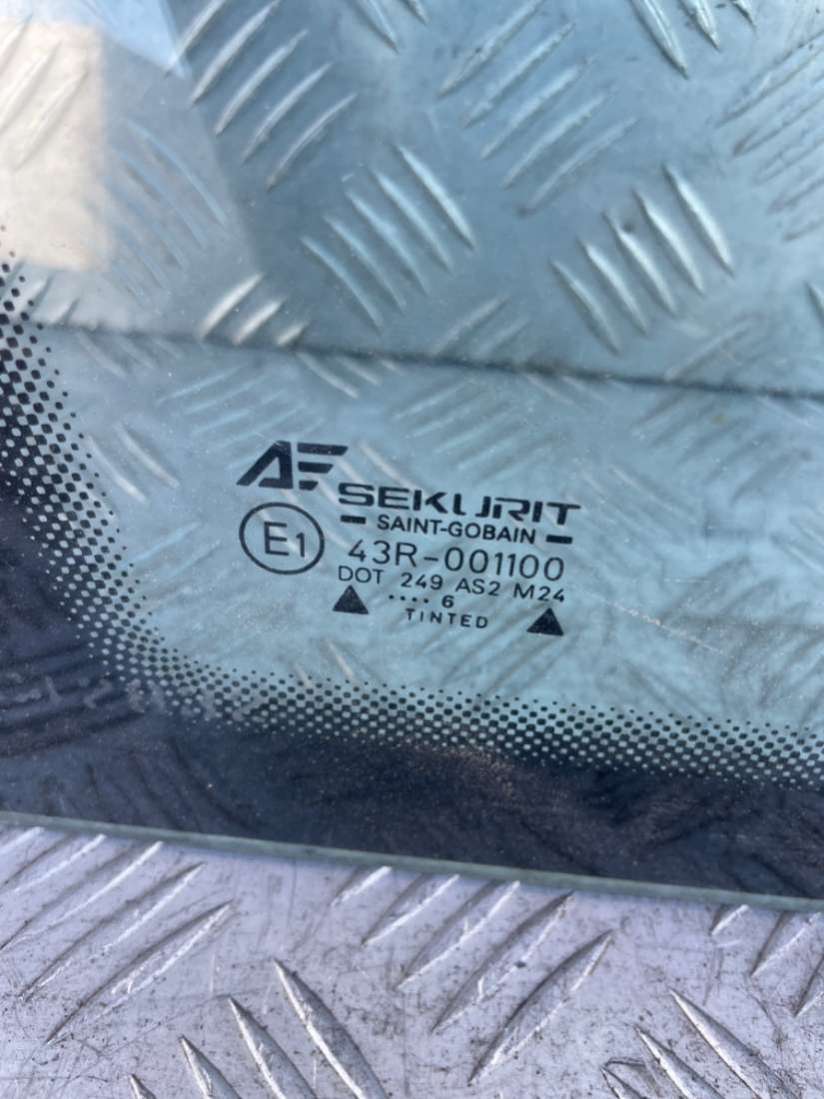 AF
SEKURIT
SAINT-GOBAIN
E1 43R-001100
DOT 249 AS2 M24
.... 6
TINTED